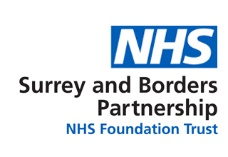 NHS
Surrey and Borders
Partnership
NHS Foundation Trust